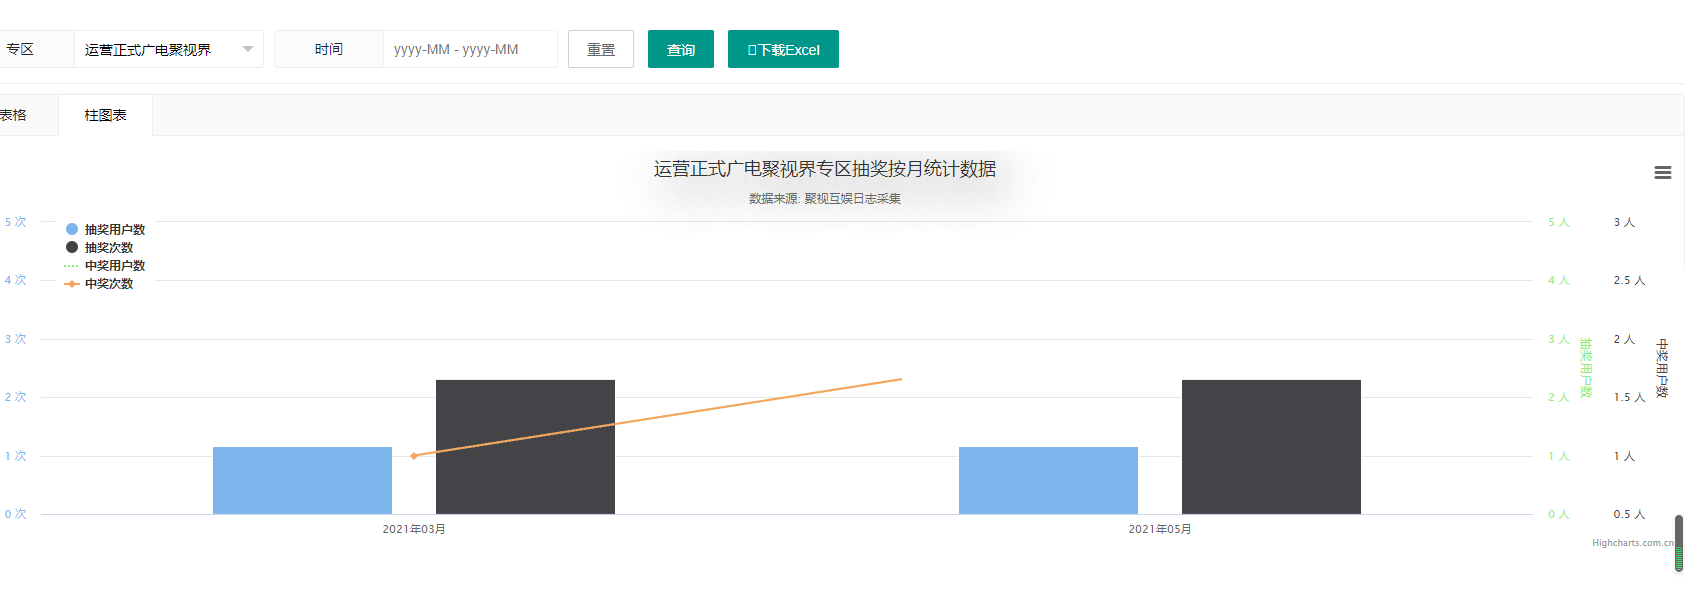 专区
运营正式广电聚视界
时间
yyyy-MM - yyyy-MM
重置
查询
下载Excel
表格
柱图表
运营正式广电聚视界专区抽奖按月统计数据
数据来源: 聚视互娱日志采集
抽奖用户数
抽奖次数
中奖用户数
中奖次数
5 次
4 次
3 次
2 次
1 次
0 次
5 人
4 人
3 人
2 人
1 人
0 人
抽奖用户数
3 人
2.5 人
2 人
1.5 人
1 人
0.5 人
中奖用户数
2021年03月
2021年05月
Highcharts.com.cn